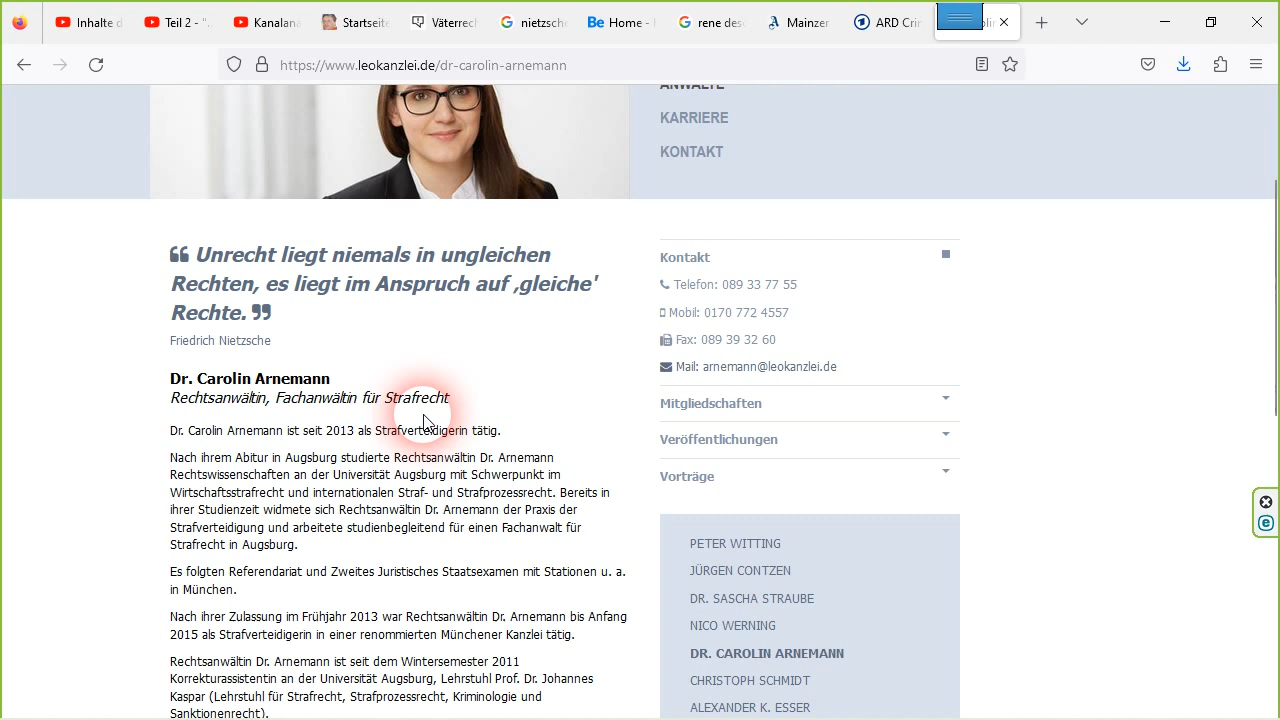 Inhalte d
Teil 2 - ".
Kanalana
Startseite
Väterrech
nietzsche
Home -
rene des
Mainzer
ARD Crim
https://www.leokanzlei.de/dr-carolin-arnemann
ANWÄLTE
KARRIERE
KONTAKT
Unrecht liegt niemals in ungleichen
Rechten, es liegt im Anspruch auf ‚gleiche'
Rechte.
Friedrich Nietzsche
Dr. Carolin Arnemann
Rechtsanwältin, Fachanwältin für Strafrecht
Dr. Carolin Arnemann ist seit 2013 als Strafverteidigerin tätig.
Nach ihrem Abitur in Augsburg studierte Rechtsanwältin Dr. Arnemann
Rechtswissenschaften an der Universität Augsburg mit Schwerpunkt im
Wirtschaftsstrafrecht und internationalen Straf- und Strafprozessrecht. Bereits in
ihrer Studienzeit widmete sich Rechtsanwältin Dr. Arnemann der Praxis der
Strafverteidigung und arbeitete studienbegleitend für einen Fachanwalt für
Strafrecht in Augsburg.
Es folgten Referendariat und Zweites Juristisches Staatsexamen mit Stationen u. a.
in München.
Nach ihrer Zulassung im Frühjahr 2013 war Rechtsanwältin Dr. Arnemann bis Anfang
2015 als Strafverteidigerin in einer renommierten Münchener Kanzlei tätig.
Rechtsanwältin Dr. Arnemann ist seit dem Wintersemester 2011
Korrekturassistentin an der Universität Augsburg, Lehrstuhl Prof. Dr. Johannes
Kaspar (Lehrstuhl für Strafrecht, Strafprozessrecht, Kriminologie und
Sanktionenrecht).
Kontakt
Telefon: 089 33 77 55
Mobil: 0170 772 4557
Fax: 089 39 32 60
Mail: arnemann@leokanzlei.de
Mitgliedschaften
Veröffentlichungen
Vorträge
PETER WITTING
JÜRGEN CONTZEN
DR. SASCHA STRAUBE
NICO WERNING
DR. CAROLIN ARNEMANN
CHRISTOPH SCHMIDT
ALEXANDER K. ESSER